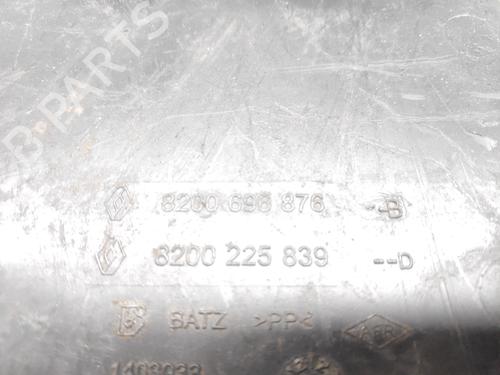 B PARTS
8200 696 876 --B
8200 225 839 --D
BATZ >PP<